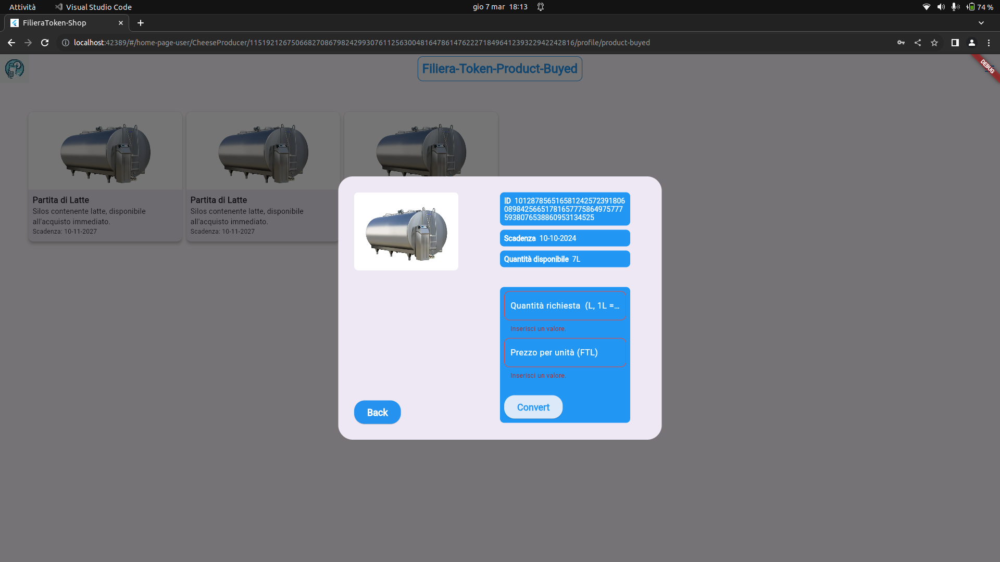 Attività
Visual Studio Code
gio 7 mar 18:13
74 %
FilieraToken-Shop
localhost:42389/#/home-page-user/CheeseProducer/115192126750668270867982429930761125630048164786147622271849641239322942242816/profile/product-buyed
Filiera-Token-Product-Buyed
DEBUG
Partita di Latte
Silos contenente latte, disponibile
all'acquisto immediato.
Scadenza: 10-11-2027
Partita di Latte
Silos contenente latte, disponibile
all'acquisto immediato.
Scadenza: 10-11-2027
ID 101287856516581242572391806
08984256651781657775864975777
59380765388609531345​25
Scadenza 10-10-2024
Quantità disponibile 7L
Quantità richiesta (L, 1L =…
Inserisci un valore.
Prezzo per unità (FTL)
Inserisci un valore.
Convert
Back